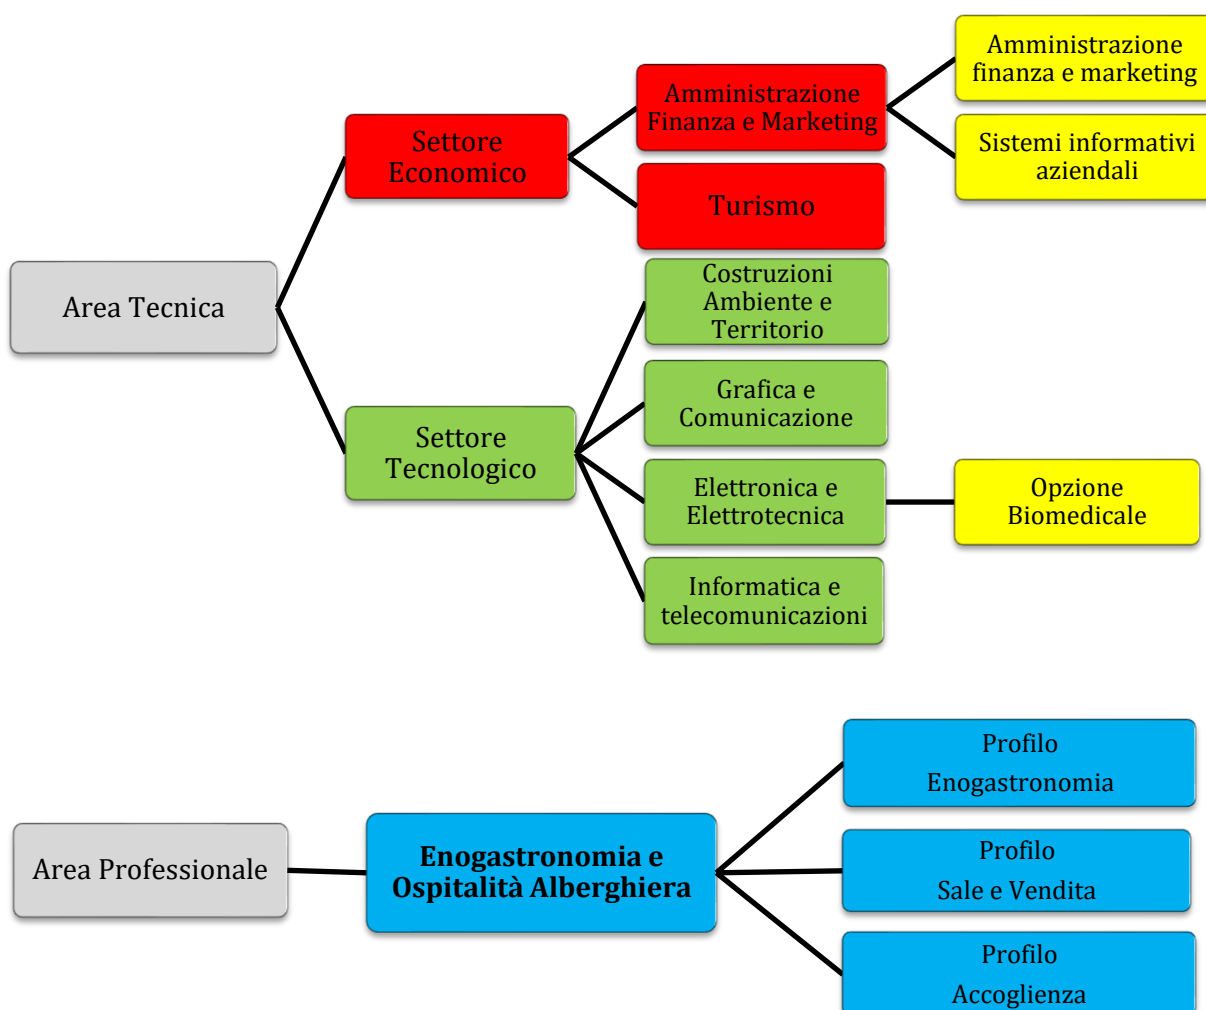 Area Tecnica
Settore
Economico
Amministrazione
Finanza e Marketing
Amministrazione
finanza e marketing
Sistemi informativi
aziendali
Turismo
Settore
Tecnologico
Costruzioni
Ambiente e
Territorio
Grafica e
Comunicazione
Elettronica e
Elettrotecnica
Opzione
Biomedicale
Informatica e
telecomunicazioni
Area Professionale
Enogastronomia e
Ospitalità Alberghiera
Profilo
Enogastronomia
Profilo
Sale e Vendita
Profilo
Accoglienza